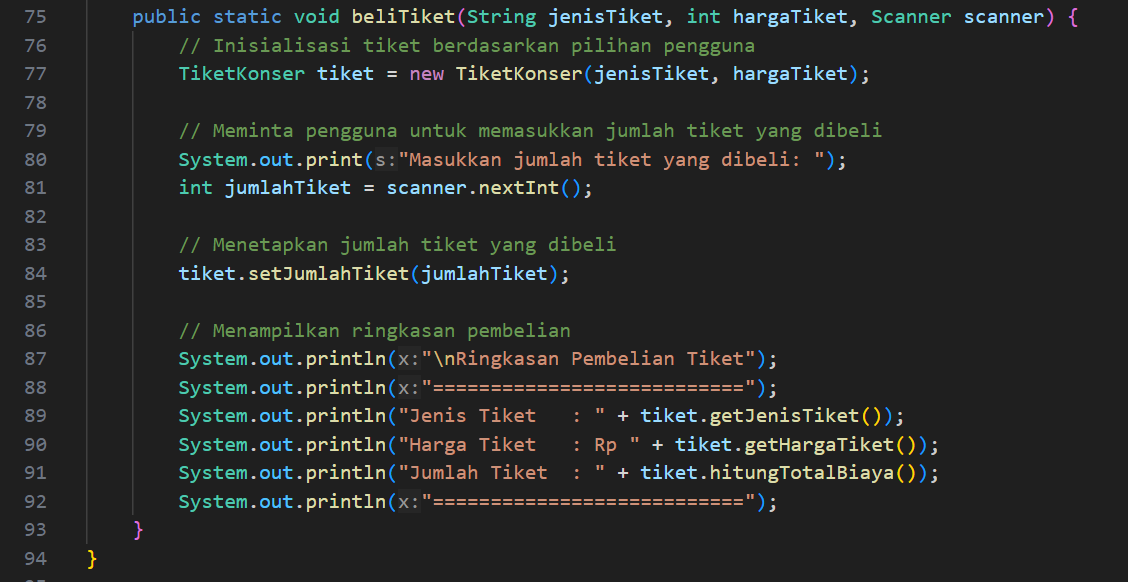 75 public static void beliTiket(String jenisTiket, int hargaTiket, Scanner scanner) {
76 // Inisialisasi tiket berdasarkan pilihan pengguna
77 TiketKonser tiket = new TiketKonser(jenisTiket, hargaTiket);
78
79 // Meminta pengguna untuk memasukkan jumlah tiket yang dibeli
80 System.out.print(s:"Masukkan jumlah tiket yang dibeli: ");
81 int jumlahTiket = scanner.nextInt();
82
83 // Menetapkan jumlah tiket yang dibeli
84 tiket.setJumlahTiket(jumlahTiket);
85
86 // Menampilkan ringkasan pembelian
87 System.out.println(x:"\nRingkasan Pembelian Tiket");
88 System.out.println(x:"===========================");
89 System.out.println("Jenis Tiket   : " + tiket.getJenisTiket());
90 System.out.println("Harga Tiket   : Rp " + tiket.getHargaTiket());
91 System.out.println("Jumlah Tiket  : " + tiket.hitungTotalBiaya());
92 System.out.println(x:"===========================");
93 }
94 }